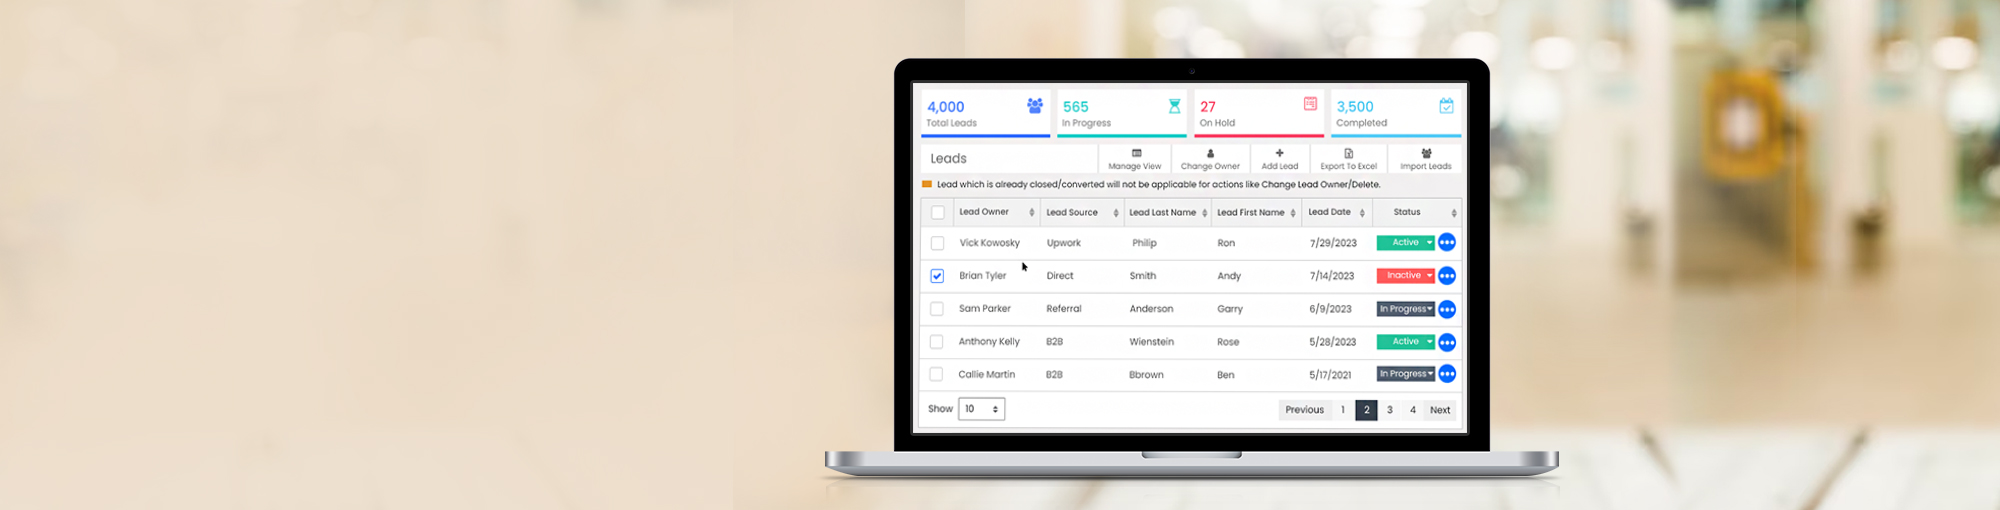 4,000
Total Leads
565
In Progress
27
On Hold
3,500
Completed
Leads
Manage View
Change Owner
Add Lead
Export To Excel
Import Leads
Lead which is already closed/converted will not be applicable for actions like Change Lead Owner/Delete.
Lead Owner Lead Source Lead Last Name Lead First Name Lead Date Status
Vick Kowosky Upwork Philip Ron 7/29/2023 Active
Brian Tyler Direct Smith Andy 7/14/2023 Inactive
Sam Parker Referral Anderson Garry 6/9/2023 In Progress
Anthony Kelly B2B Wienstein Rose 5/28/2023 Active
Callie Martin B2B Bbrown Ben 5/17/2021 In Progress
Show 10 Previous 1 2 3 4 Next